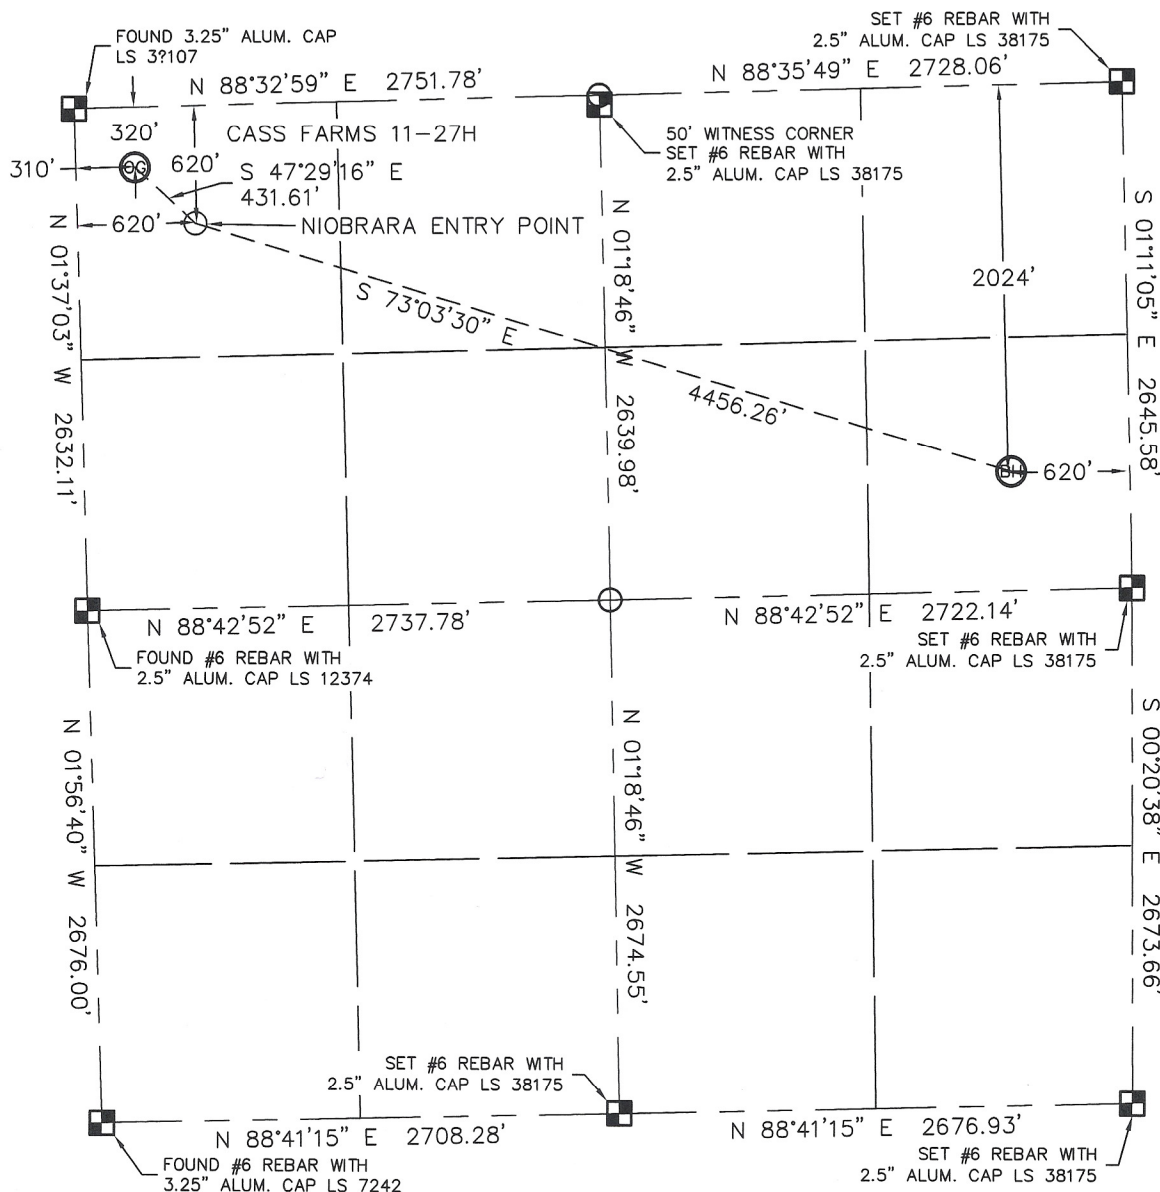 SET #6 REBAR WITH
2.5" ALUM. CAP LS 38175
FOUND 3.25" ALUM. CAP
LS 3?107
N 88°35'49" E 2728.06'
N 88°32'59" E 2751.78'
320'
CASS FARMS 11-27H
50' WITNESS CORNER
SET #6 REBAR WITH
2.5" ALUM. CAP LS 38175
310'
OG
620'
S 47°29'16" E
431.61'
620'
NIOBRARA ENTRY POINT
N 01°37'03" W 2632.11'
N 01°18'46" W 2639.98'
S 01°11'05" E 2645.58'
2024'
S 73°03'30" E
4456.26'
BH
620'
N 88°42'52" E 2737.78'
N 88°42'52" E 2722.14'
FOUND #6 REBAR WITH
2.5" ALUM. CAP LS 12374
SET #6 REBAR WITH
2.5" ALUM. CAP LS 38175
N 01°56'40" W 2676.00'
N 01°18'46" W 2674.55'
S 00°20'38" E 2673.66'
SET #6 REBAR WITH
2.5" ALUM. CAP LS 38175
N 88°41'15" E 2708.28'
N 88°41'15" E 2676.93'
FOUND #6 REBAR WITH
3.25" ALUM. CAP LS 7242
SET #6 REBAR WITH
2.5" ALUM. CAP LS 38175